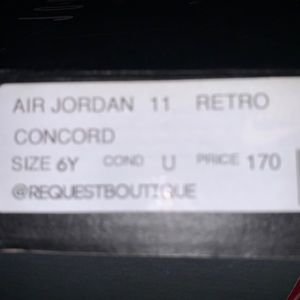 AIR JORDAN 11 RETRO
CONCORD
SIZE 6Y COND U PRICE 170
@REQUESTBOUTIQUE